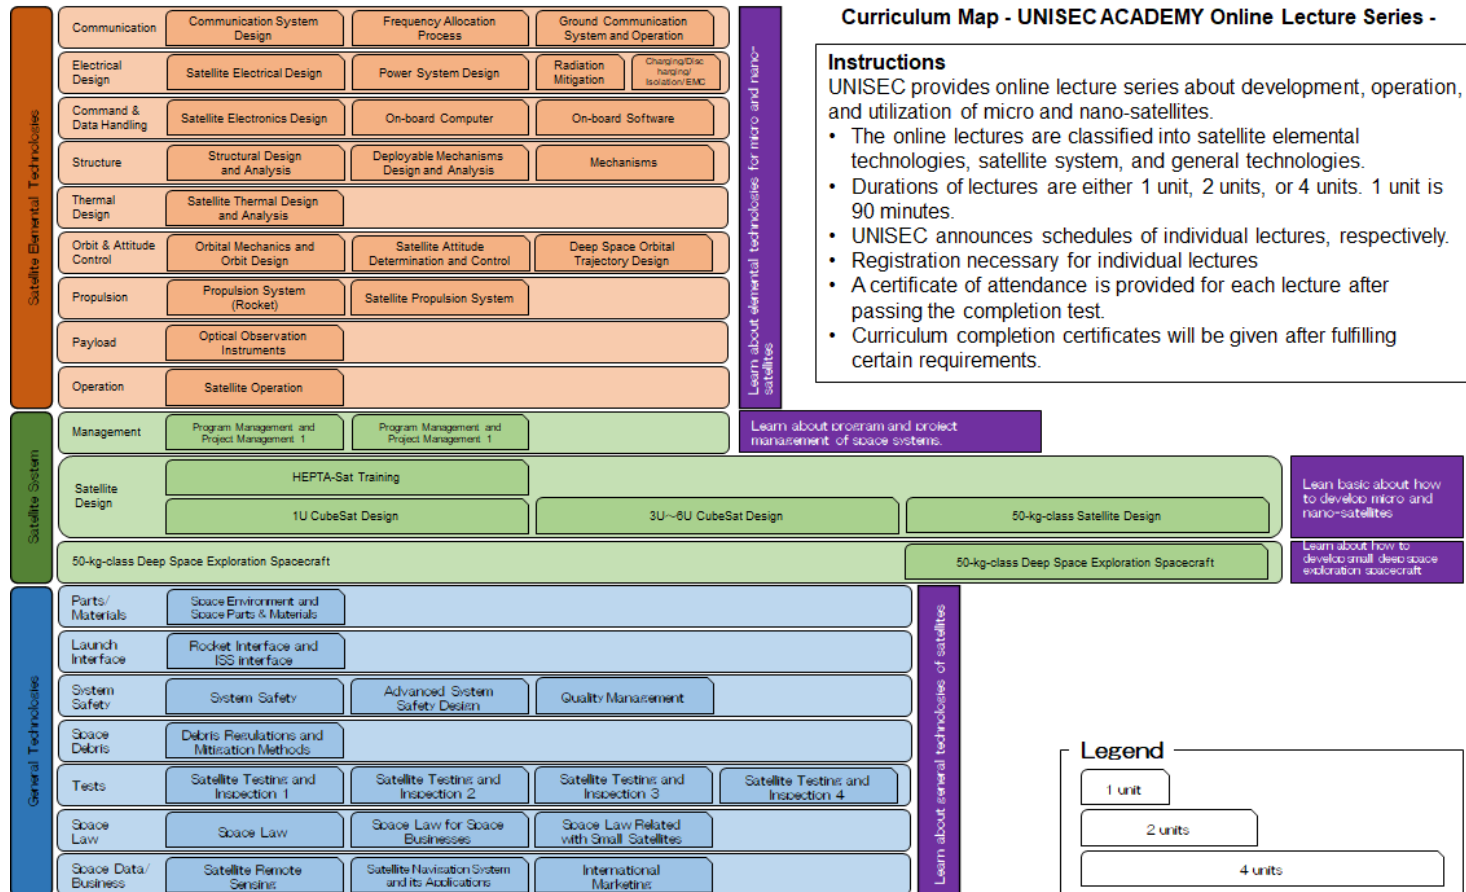 Curriculum Map - UNISEC ACADEMY Online Lecture Series -
Instructions
UNISEC provides online lecture series about development, operation,
and utilization of micro and nano-satellites.
• The online lectures are classified into satellite elemental
technologies, satellite system, and general technologies.
• Durations of lectures are either 1 unit, 2 units, or 4 units. 1 unit is
90 minutes.
• UNISEC announces schedules of individual lectures, respectively.
• Registration necessary for individual lectures
• A certificate of attendance is provided for each lecture after
passing the completion test.
• Curriculum completion certificates will be given after fulfilling
certain requirements.
Satellite Elemental Technologies
Communication
Communication System
Design
Frequency Allocation
Process
Ground Communication
System and Operation
Electrical
Design
Satellite Electrical Design
Power System Design
Radiation
Mitigation
Charging/Disc
harging/
Isolation/EMC
Command &
Data Handling
Satellite Electronics Design
On-board Computer
On-board Software
Structure
Structural Design
and Analysis
Deployable Mechanisms
Design and Analysis
Mechanisms
Thermal
Design
Satellite Thermal Design
and Analysis
Orbit & Attitude
Control
Orbital Mechanics and
Orbit Design
Satellite Attitude
Determination and Control
Deep Space Orbital
Trajectory Design
Propulsion
Propulsion System
(Rocket)
Satellite Propulsion System
Payload
Optical Observation
Instruments
Operation
Satellite Operation
Learn about elemental technologies for micro and nano-
satellites
Satellite System
Management
Program Management and
Project Management 1
Program Management and
Project Management 1
Learn about program and project
management of space systems.
Satellite
Design
HEPTA-Sat Training
1U CubeSat Design
3U～6U CubeSat Design
50-kg-class Satellite Design
Lean basic about how
to develop micro and
nano-satellites
50-kg-class Deep Space Exploration Spacecraft
50-kg-class Deep Space Exploration Spacecraft
Learn about how to
develop small deep space
exploration spacecraft
General Technologies
Parts/
Materials
Space Environment and
Space Parts & Materials
Launch
Interface
Rocket Interface and
ISS interface
System
Safety
System Safety
Advanced System
Safety Design
Quality Management
Space
Debris
Debris Regulations and
Mitigation Methods
Tests
Satellite Testing and
Inspection 1
Satellite Testing and
Inspection 2
Satellite Testing and
Inspection 3
Satellite Testing and
Inspection 4
Space
Law
Space Law
Space Law for Space
Businesses
Space Law Related
with Small Satellites
Space Data/
Business
Satellite Remote
Sensing
Satellite Navigation System
and its Applications
International
Marketing
Learn about general technologies of satellites
Legend
1 unit
2 units
4 units